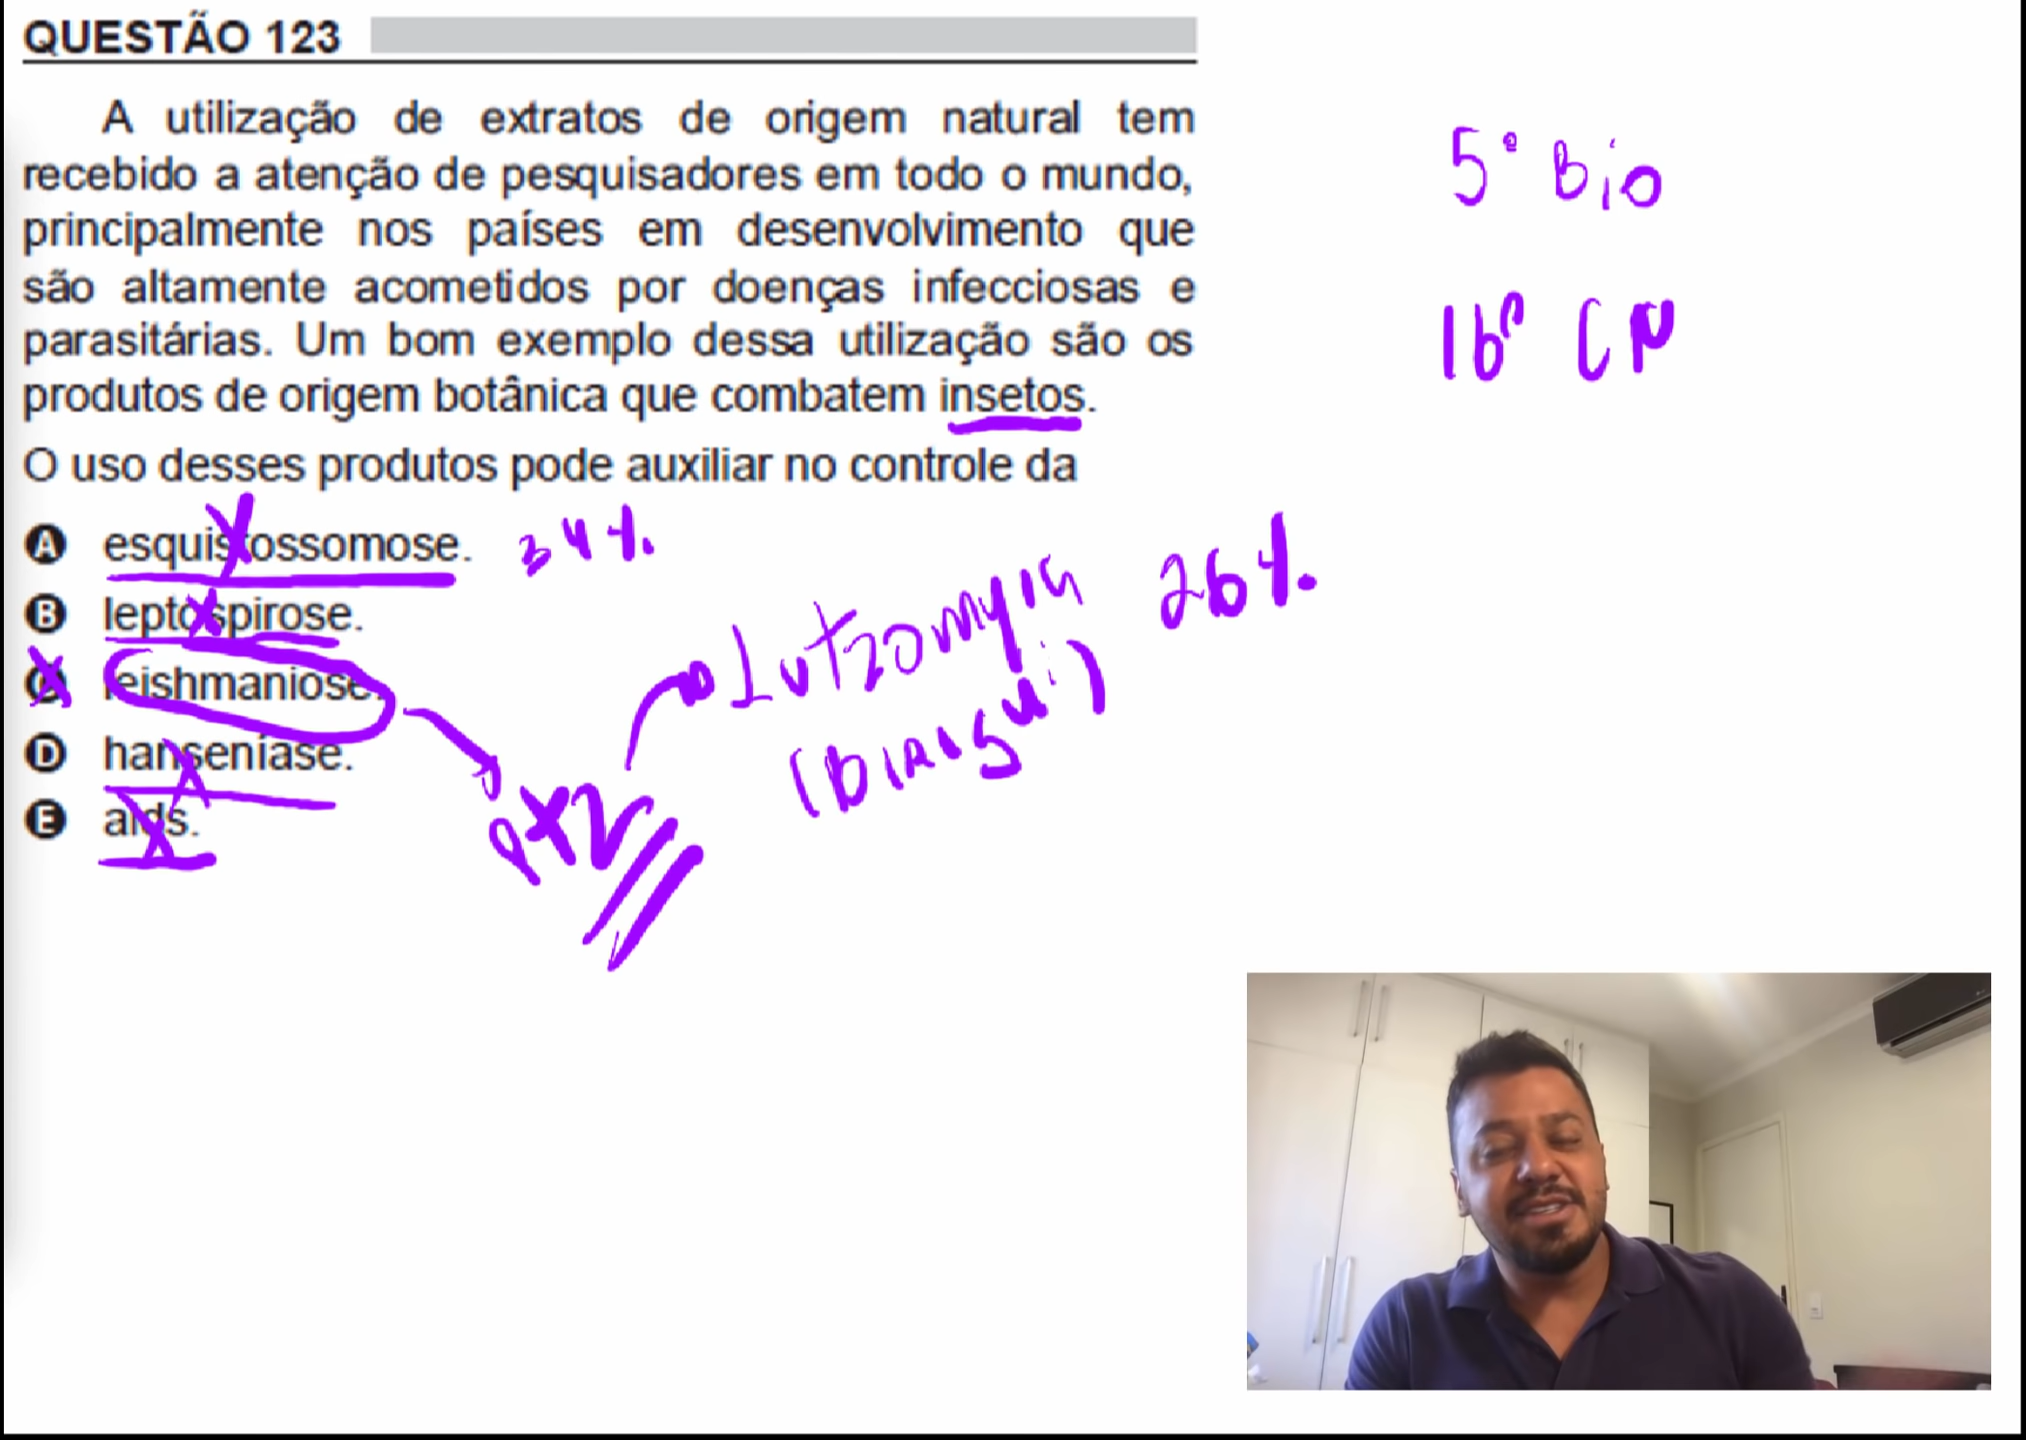 QUESTÃO 123
A utilização de extratos de origem natural tem
recebido a atenção de pesquisadores em todo o mundo,
principalmente nos países em desenvolvimento que
são altamente acometidos por doenças infecciosas e
parasitárias. Um bom exemplo dessa utilização são os
produtos de origem botânica que combatem insetos.
O uso desses produtos pode auxiliar no controle da
A esquistossomose. 34%.
B leptospirose.
C leishmaniose.
D hanseníase.
E aids.
Lutzomyia 26%.
(birigui)
5º Bio
16º CN